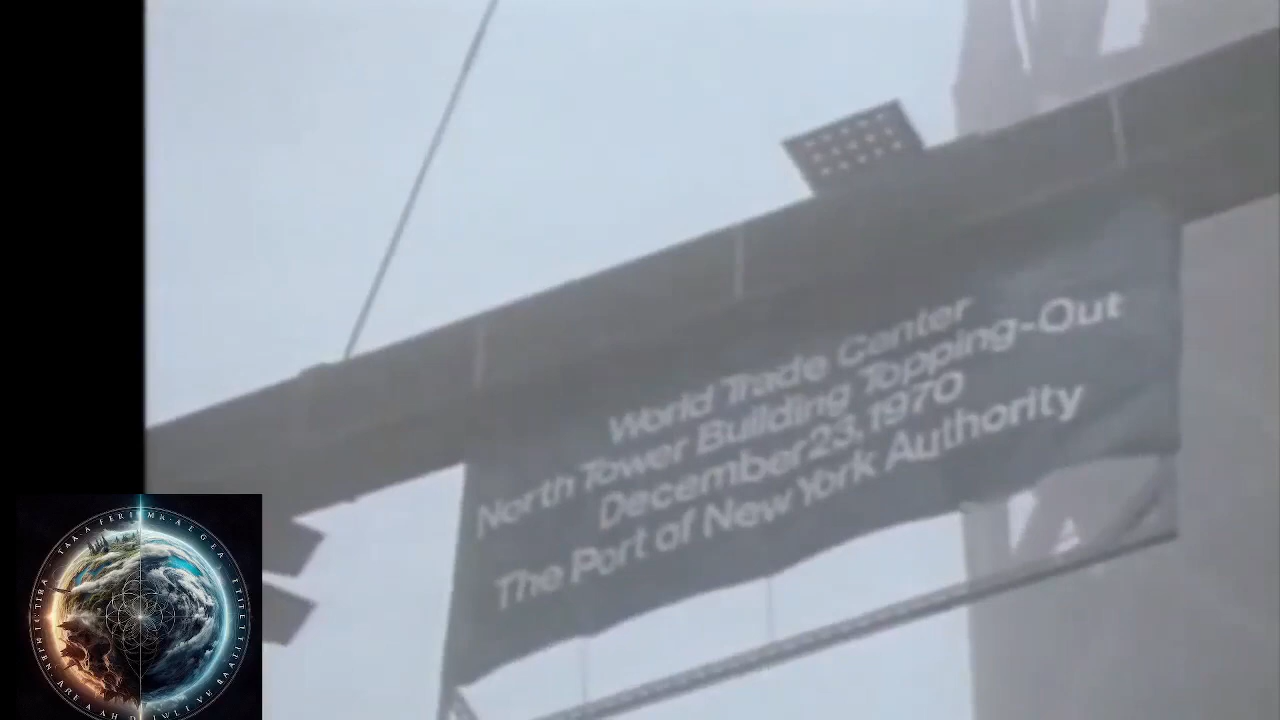 World Trade Center
North Tower Building Topping-Out
December 23, 1970
The Port of New York Authority